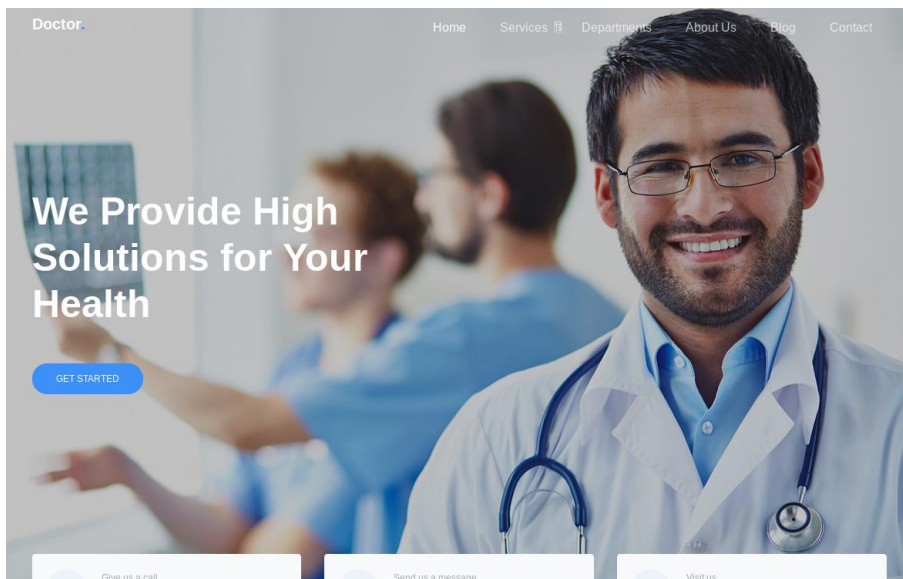 Doctor.
Home Services Departments About Us Blog Contact
We Provide High
Solutions for Your
Health
GET STARTED
Give us a call
Send us a message
Visit us